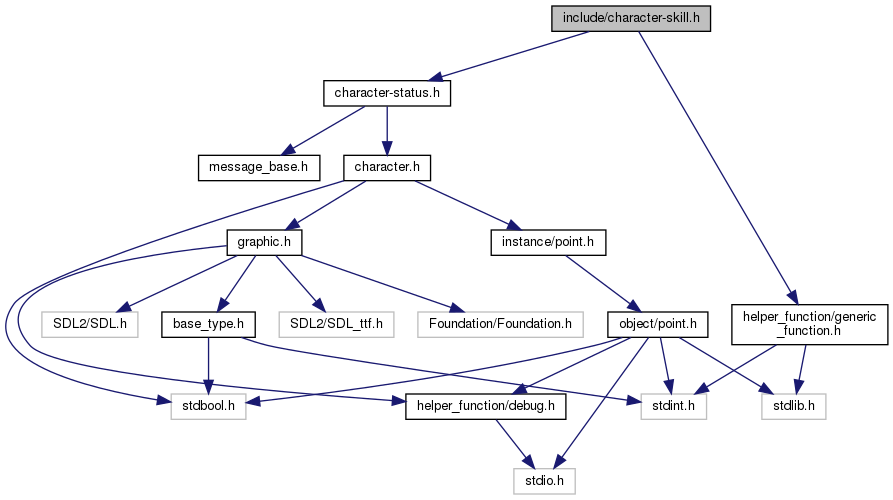 include/character-skill.h
character-status.h
message_base.h
character.h
graphic.h
instance/point.h
SDL2/SDL.h
base_type.h
SDL2/SDL_ttf.h
Foundation/Foundation.h
object/point.h
helper_function/generic
_function.h
stdbool.h
helper_function/debug.h
stdint.h
stdlib.h
stdio.h